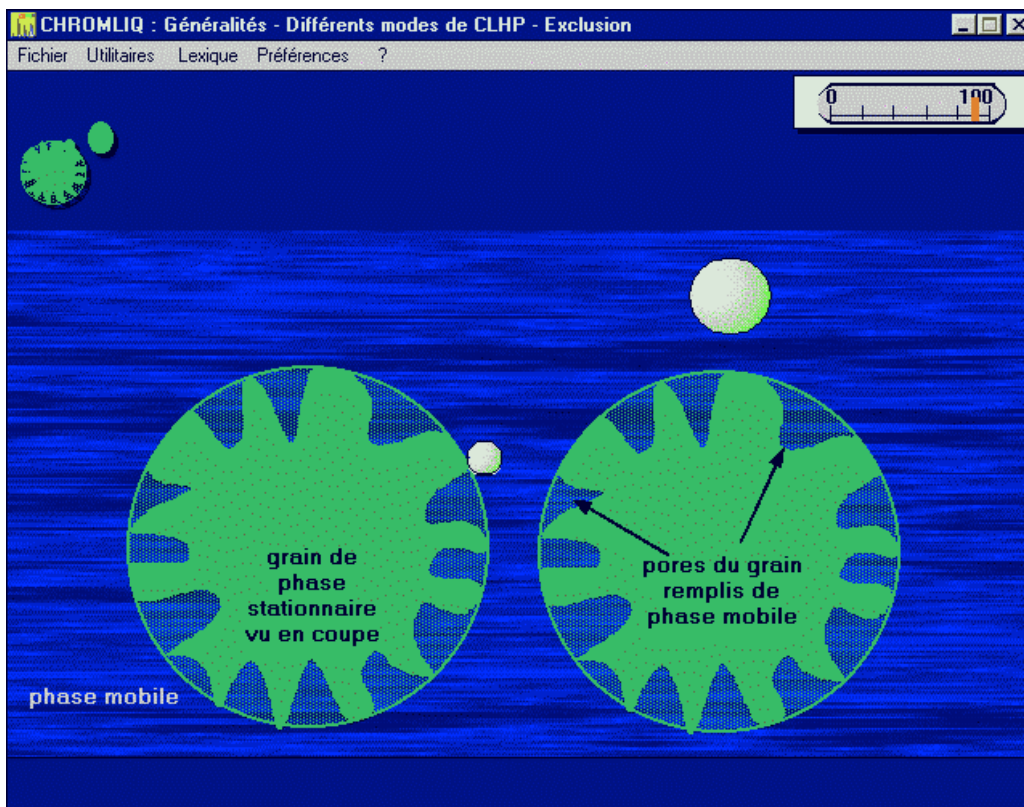 CHROMLIQ : Généralités - Différents modes de CLHP - Exclusion
Fichier Utilitaires Lexique Préférences ?
0 100
grain de
phase
stationnaire
vu en coupe
pores du grain
remplis de
phase mobile
phase mobile